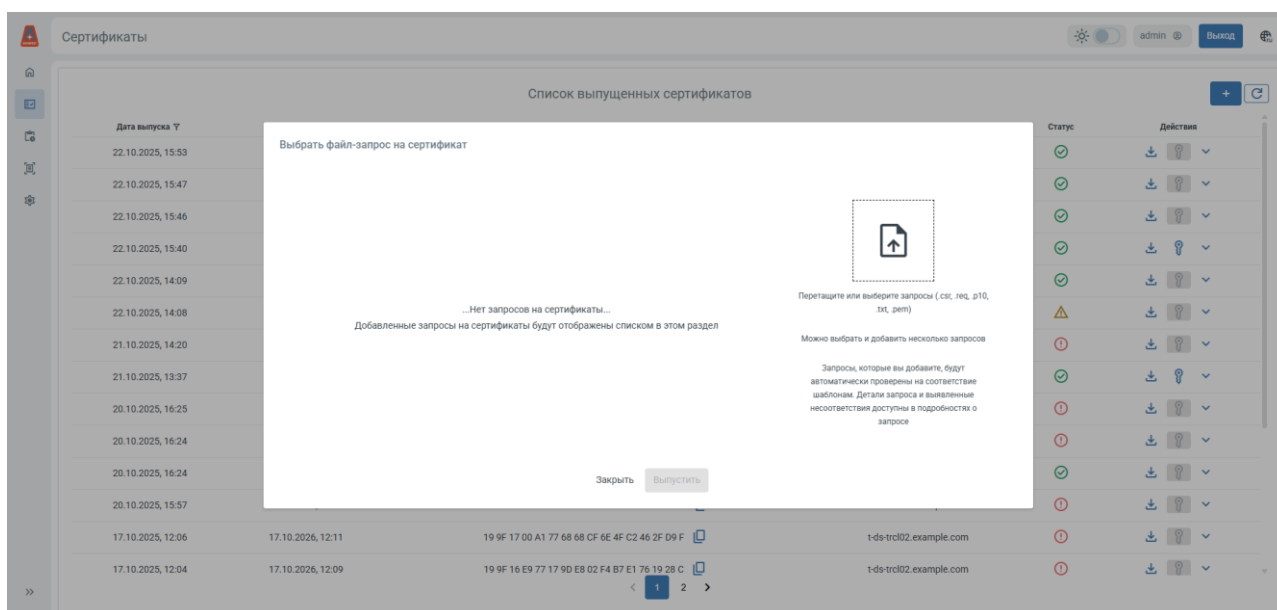 Сертификаты
admin
Выход
ru
Список выпущенных сертификатов
+
Дата выпуска
Статус
Действия
Выбрать файл-запрос на сертификат
22.10.2025, 15:53
22.10.2025, 15:47
22.10.2025, 15:46
22.10.2025, 15:40
22.10.2025, 14:09
22.10.2025, 14:08
21.10.2025, 14:20
21.10.2025, 13:37
20.10.2025, 16:25
20.10.2025, 16:24
20.10.2025, 16:24
20.10.2025, 15:57
...Нет запросов на сертификаты...
Добавленные запросы на сертификаты будут отображены списком в этом раздел
Перетащите или выберите запросы (.csr, .req, .p10,
.txt, .pem)
Можно выбрать и добавить несколько запросов
Запросы, которые вы добавите, будут
автоматически проверены на соответствие
шаблонам. Детали запроса и выявленные
несоответствия доступны в подробностях о
запросе
Закрыть Выпустить
17.10.2025, 12:06 17.10.2026, 12:11 19 9F 17 00 A1 77 68 68 CF 6E 4F C2 46 2F D9 F t-ds-trcl02.example.com
17.10.2025, 12:04 17.10.2026, 12:09 19 9F 16 E9 77 17 9D E8 02 F4 B7 E1 76 19 28 C t-ds-trcl02.example.com
< 1 2 >
>>